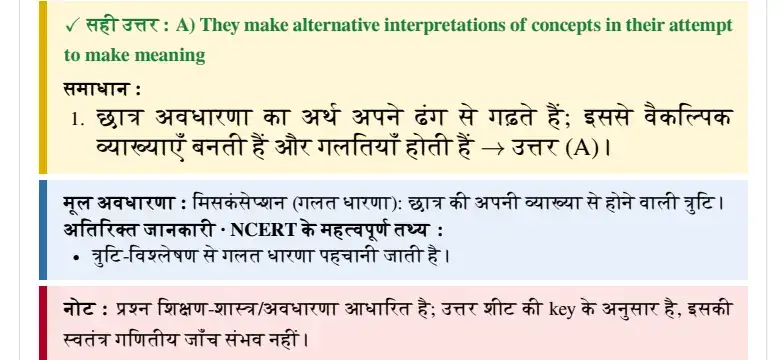 ✓ सही उत्तर : A) They make alternative interpretations of concepts in their attempt
to make meaning
समाधान :
1. छात्र अवधारणा का अर्थ अपने ढंग से गढ़ते हैं; इससे वैकल्पिक
व्याख्याएँ बनती हैं और गलतियाँ होती हैं → उत्तर (A)।
मूल अवधारणा : मिसकंसेप्शन (गलत धारणा): छात्र की अपनी व्याख्या से होने वाली त्रुटि।
अतिरिक्त जानकारी · NCERT के महत्वपूर्ण तथ्य :
• त्रुटि-विश्लेषण से गलत धारणा पहचानी जाती है।
नोट : प्रश्न शिक्षण-शास्त्र/अवधारणा आधारित है; उत्तर शीट की key के अनुसार है, इसकी
स्वतंत्र गणितीय जाँच संभव नहीं।